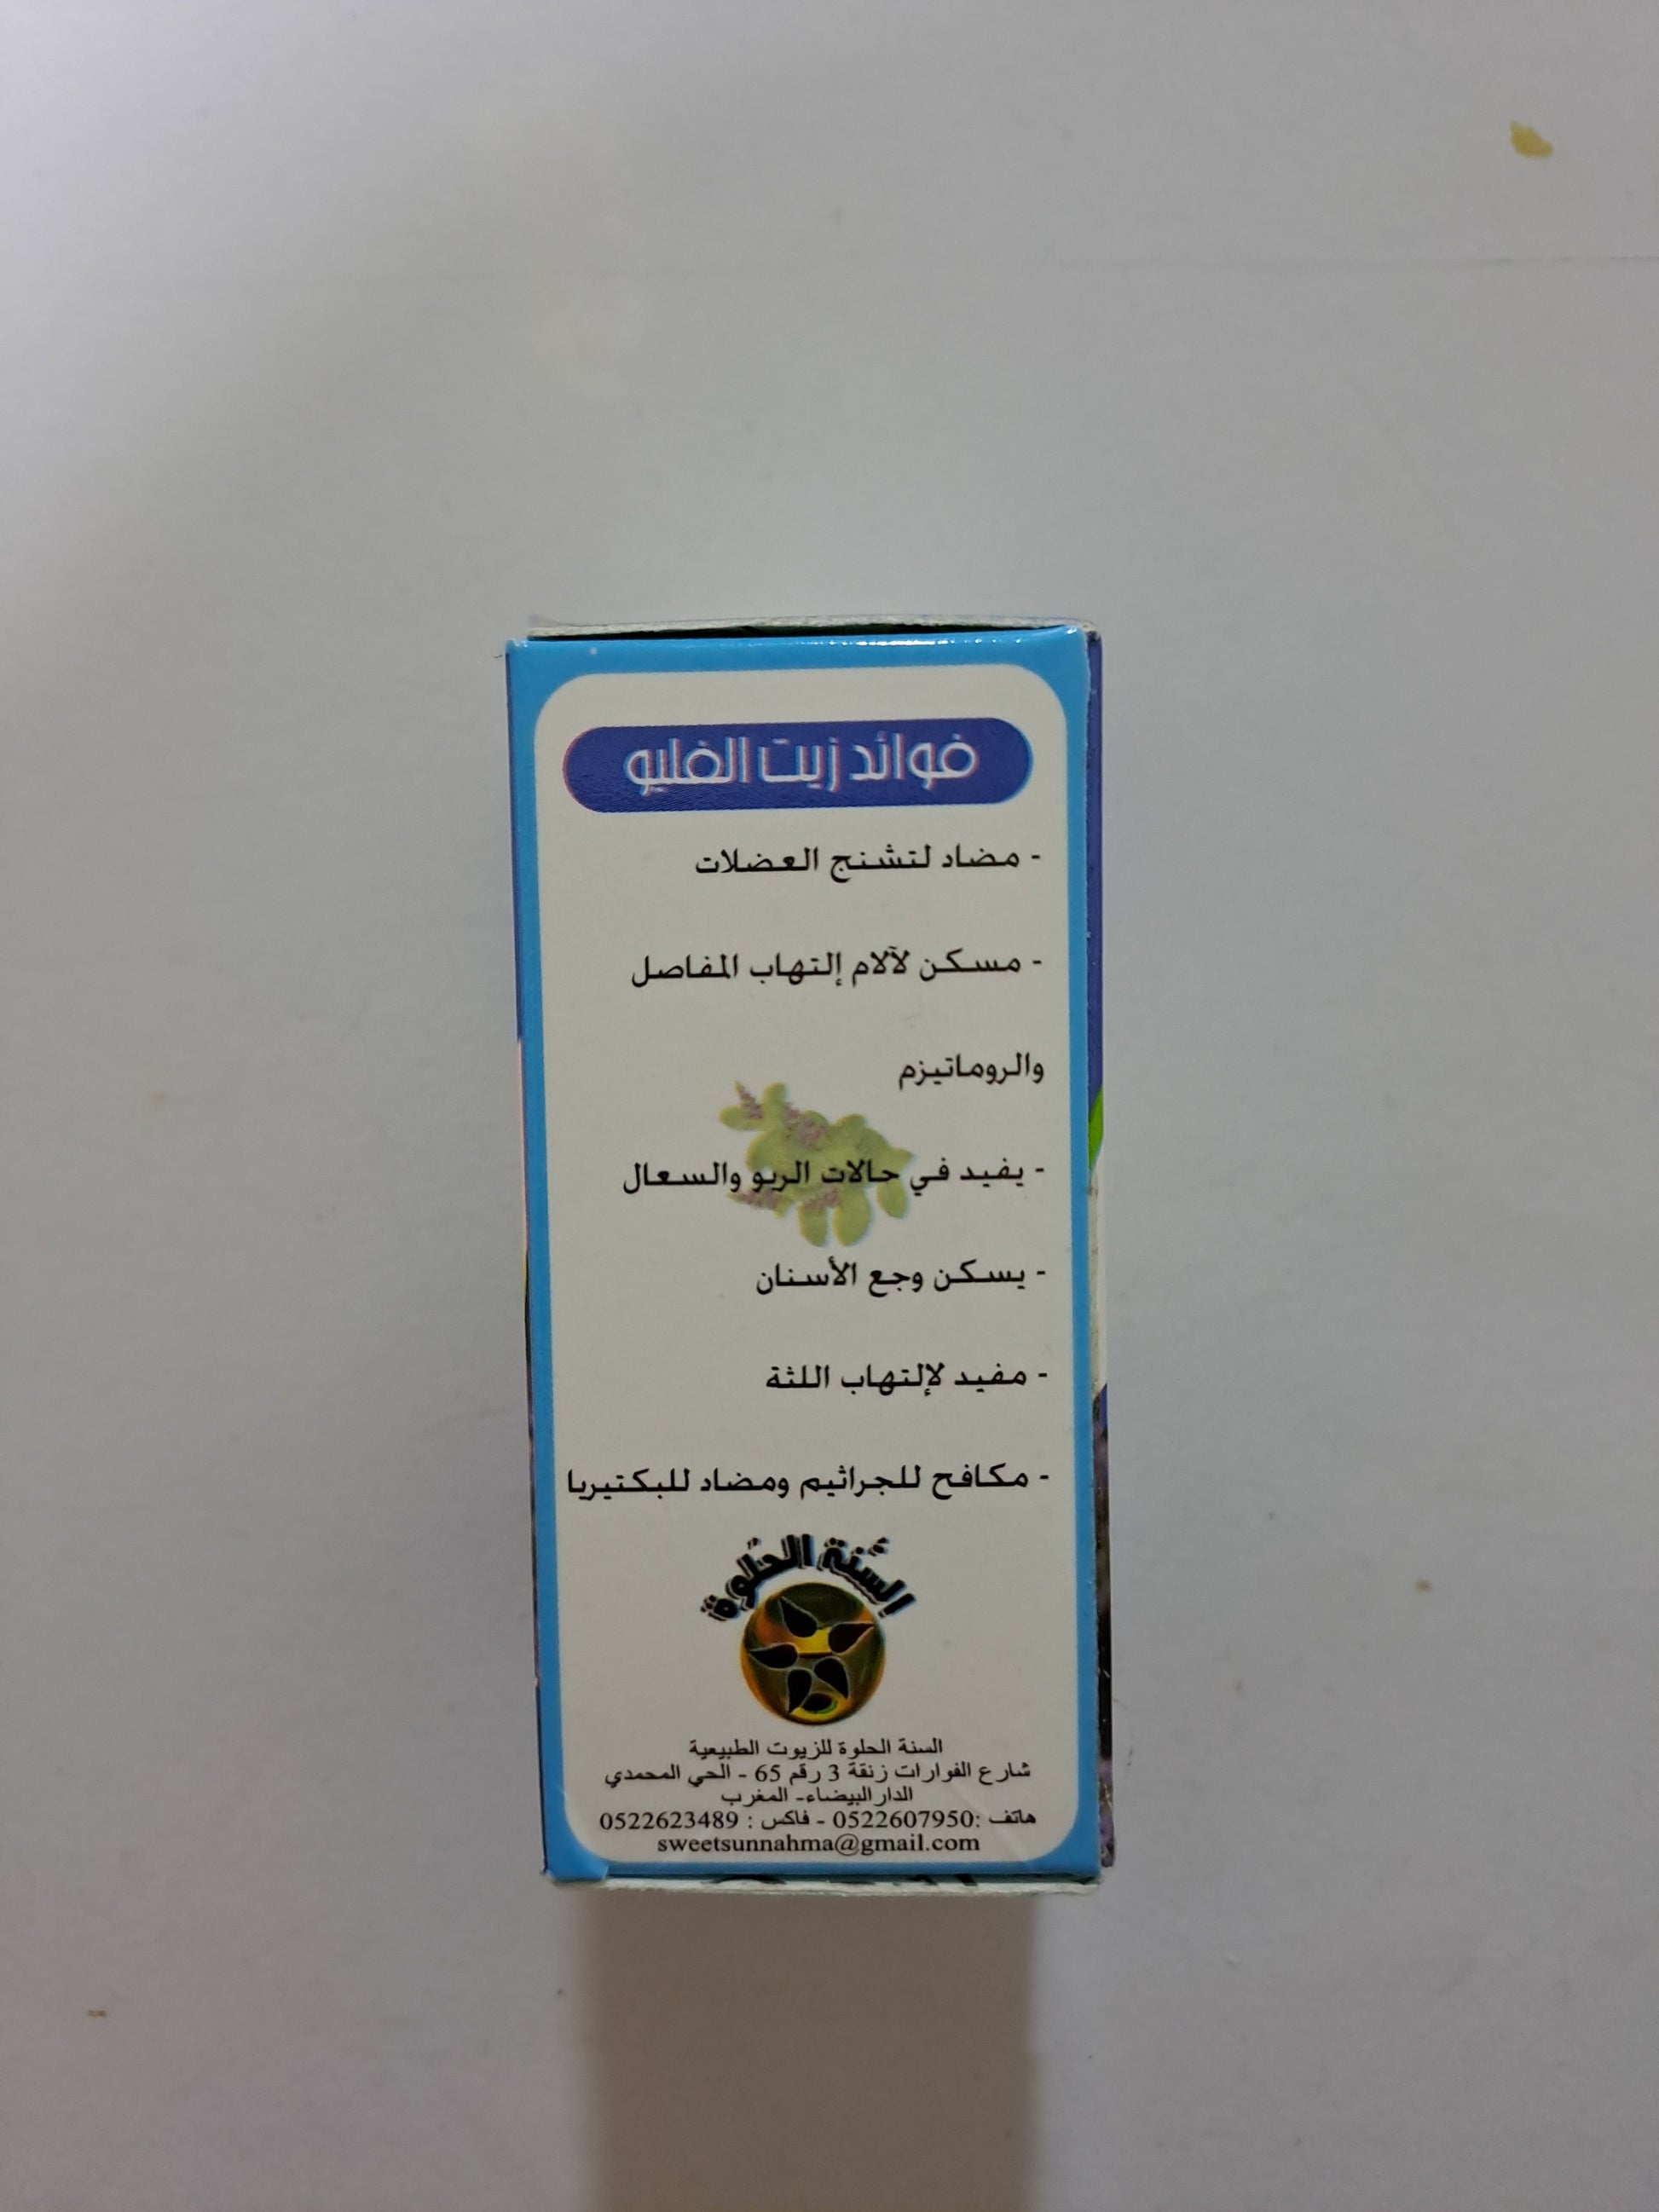 فوائد زيت الفليو
- مضاد لتشنج العضلات
- مسكن لآلام إلتهاب المفاصل
والروماتيزم
- يفيد في حالات الربو والسعال
- يسكن وجع الأسنان
- مفيد لإلتهاب اللثة
- مكافح للجراثيم ومضاد للبكتيريا
السنة الحلوة
السنة الحلوة للزيوت الطبيعية
شارع الفوارات زنقة 3 رقم 65 - الحي المحمدي
الدار البيضاء- المغرب
هاتف :0522607950 - فاكس : 0522623489
sweetsunnahma@gmail.com